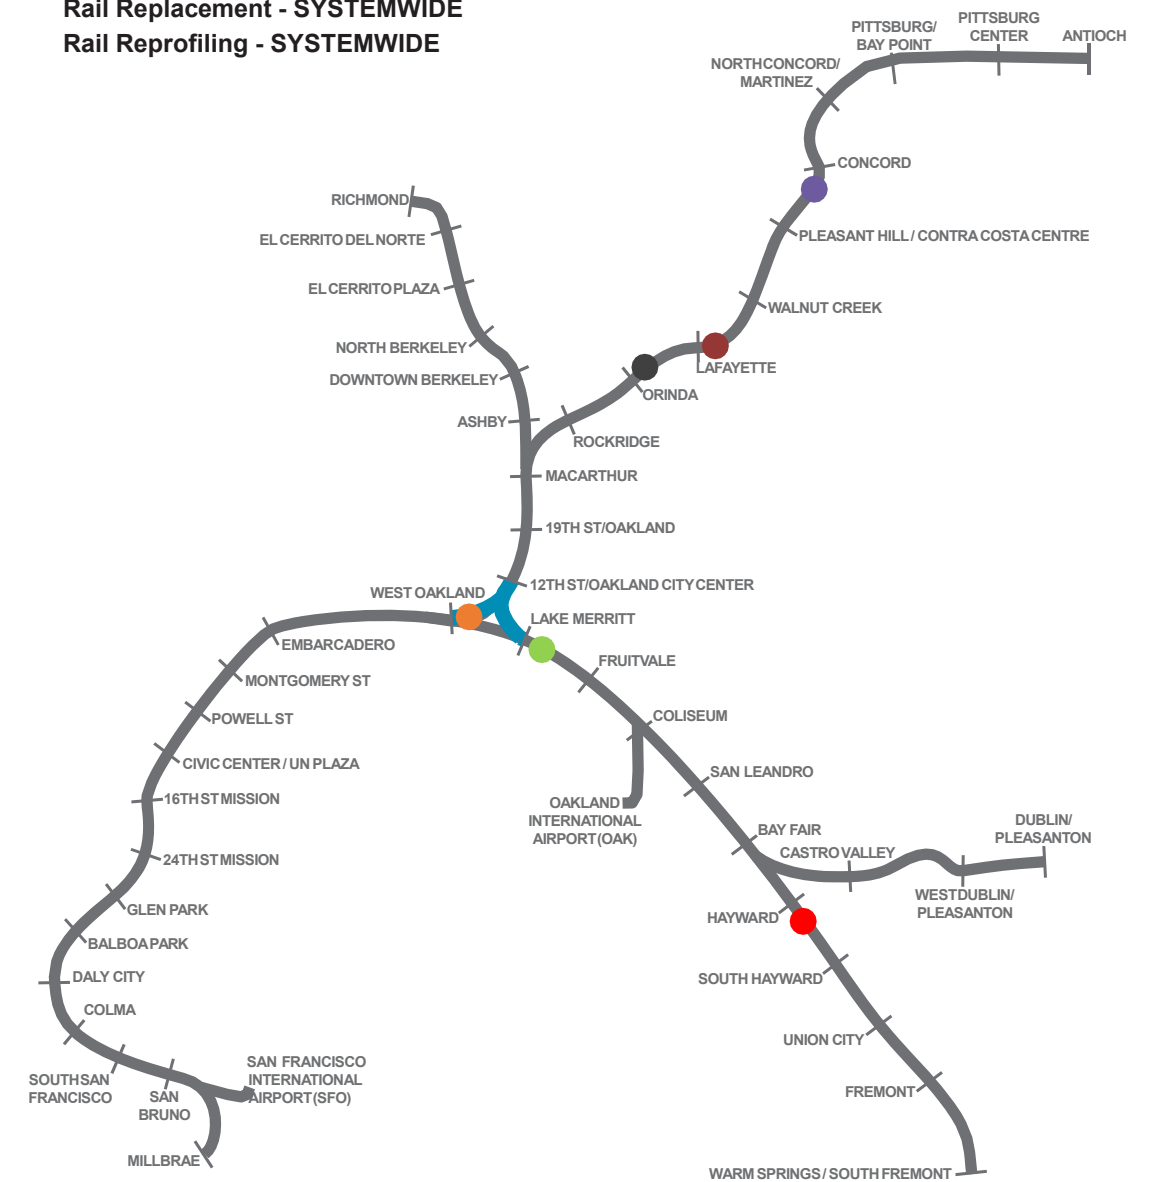 Rail Replacement - SYSTEMWIDE
Rail Reprofiling - SYSTEMWIDE
PITTSBURG/
BAY POINT
PITTSBURG
CENTER
ANTIOCH
NORTH CONCORD/
MARTINEZ
CONCORD
PLEASANT HILL / CONTRA COSTA CENTRE
WALNUT CREEK
LAFAYETTE
ORINDA
ROCKRIDGE
RICHMOND
EL CERRITO DEL NORTE
EL CERRITO PLAZA
NORTH BERKELEY
DOWNTOWN BERKELEY
ASHBY
MACARTHUR
19TH ST/OAKLAND
12TH ST/OAKLAND CITY CENTER
WEST OAKLAND
LAKE MERRITT
EMBARCADERO
MONTGOMERY ST
POWELL ST
CIVIC CENTER / UN PLAZA
16TH ST MISSION
24TH ST MISSION
GLEN PARK
BALBOA PARK
DALY CITY
COLMA
SOUTH SAN
FRANCISCO
SAN
BRUNO
SAN FRANCISCO
INTERNATIONAL
AIRPORT (SFO)
MILLBRAE
FRUITVALE
COLISEUM
OAKLAND
INTERNATIONAL
AIRPORT (OAK)
SAN LEANDRO
BAY FAIR
CASTRO VALLEY
WEST DUBLIN/
PLEASANTON
DUBLIN/
PLEASANTON
HAYWARD
SOUTH HAYWARD
UNION CITY
FREMONT
WARM SPRINGS / SOUTH FREMONT